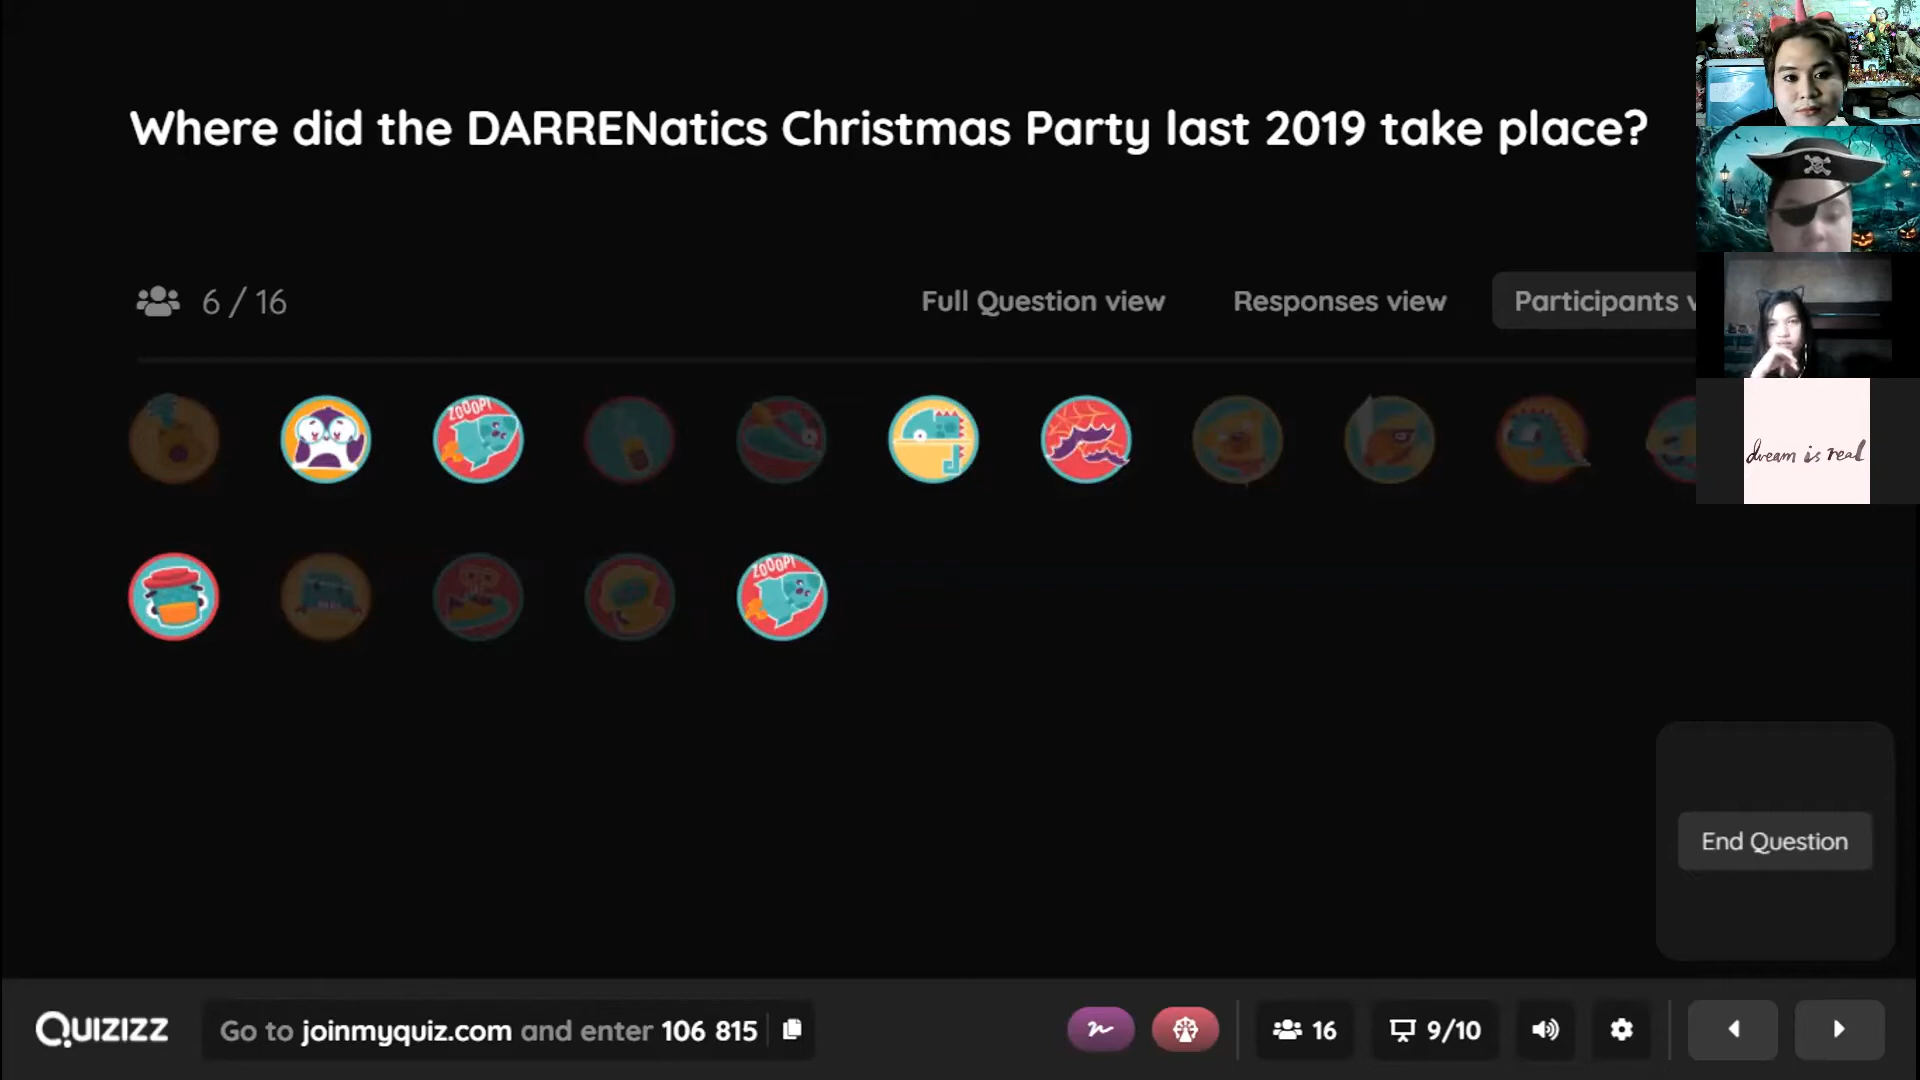 Where did the DARRENatics Christmas Party last 2019 take place?
6 / 16
Full Question view
Responses view
Participants v
ZOOOP!
ZOOOP!
dream is real
End Question
QUIZIZZ
Go to joinmyquiz.com and enter 106 815
16
9/10